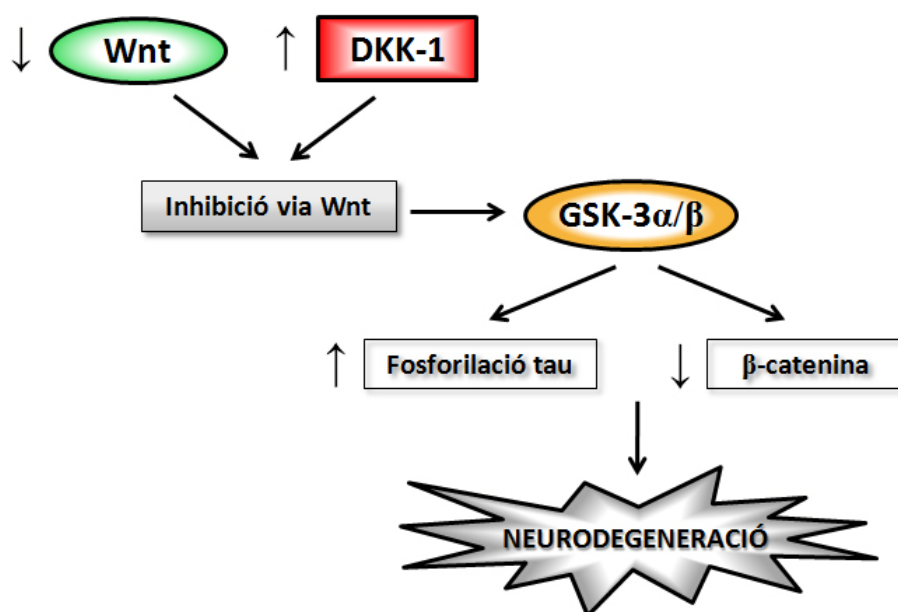 ↓ Wnt ↑ DKK-1
Inhibició via Wnt
GSK-3α/β
↑ Fosforilació tau ↓ β-catenina
NEURODEGENERACIÓ